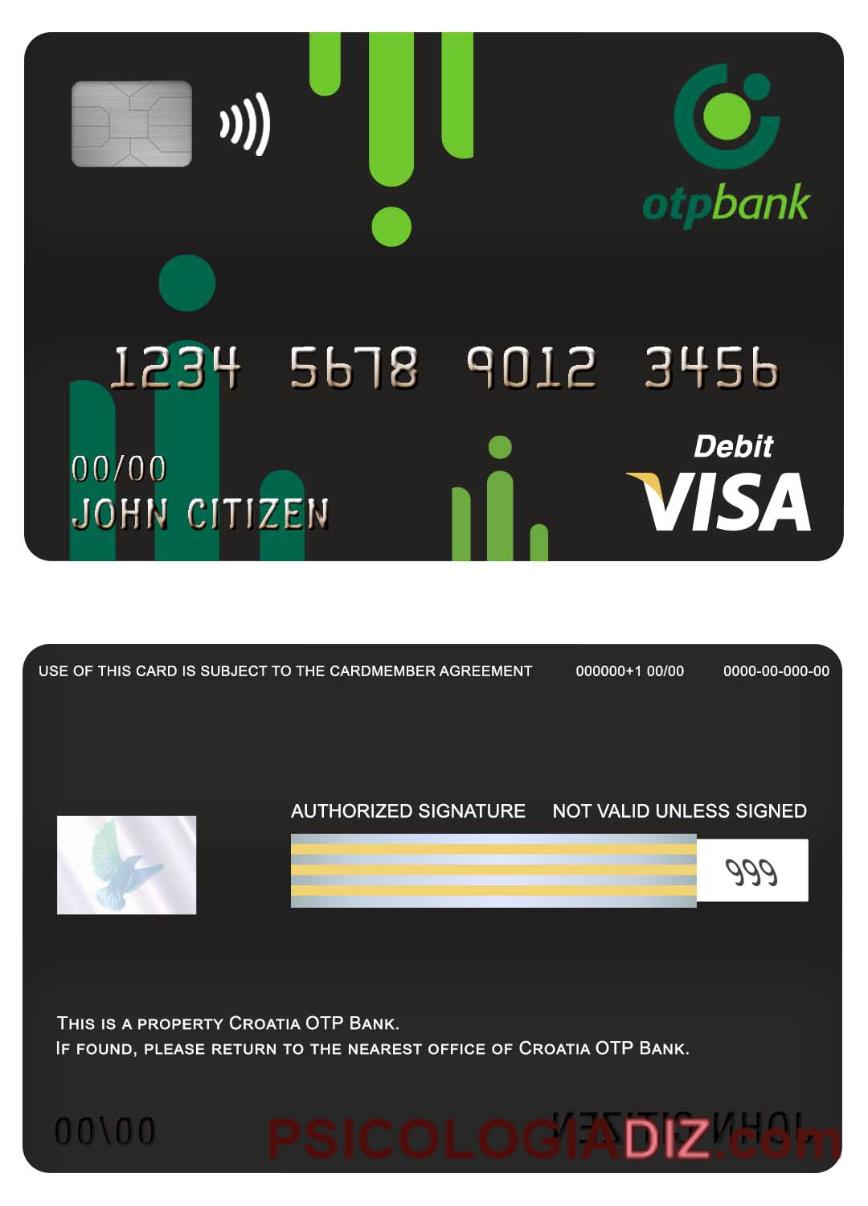 otpbank
1234 5678 9012 3456
Debit
00/00
VISA
JOHN CITIZEN
USE OF THIS CARD IS SUBJECT TO THE CARDMEMBER AGREEMENT 000000+1 00/00 0000-00-000-00
AUTHORIZED SIGNATURE NOT VALID UNLESS SIGNED
999
THIS IS A PROPERTY CROATIA OTP BANK.
IF FOUND, PLEASE RETURN TO THE NEAREST OFFICE OF CROATIA OTP BANK.
00/00 JOHN CITIZEN
PSICOLOGIADIZ.com